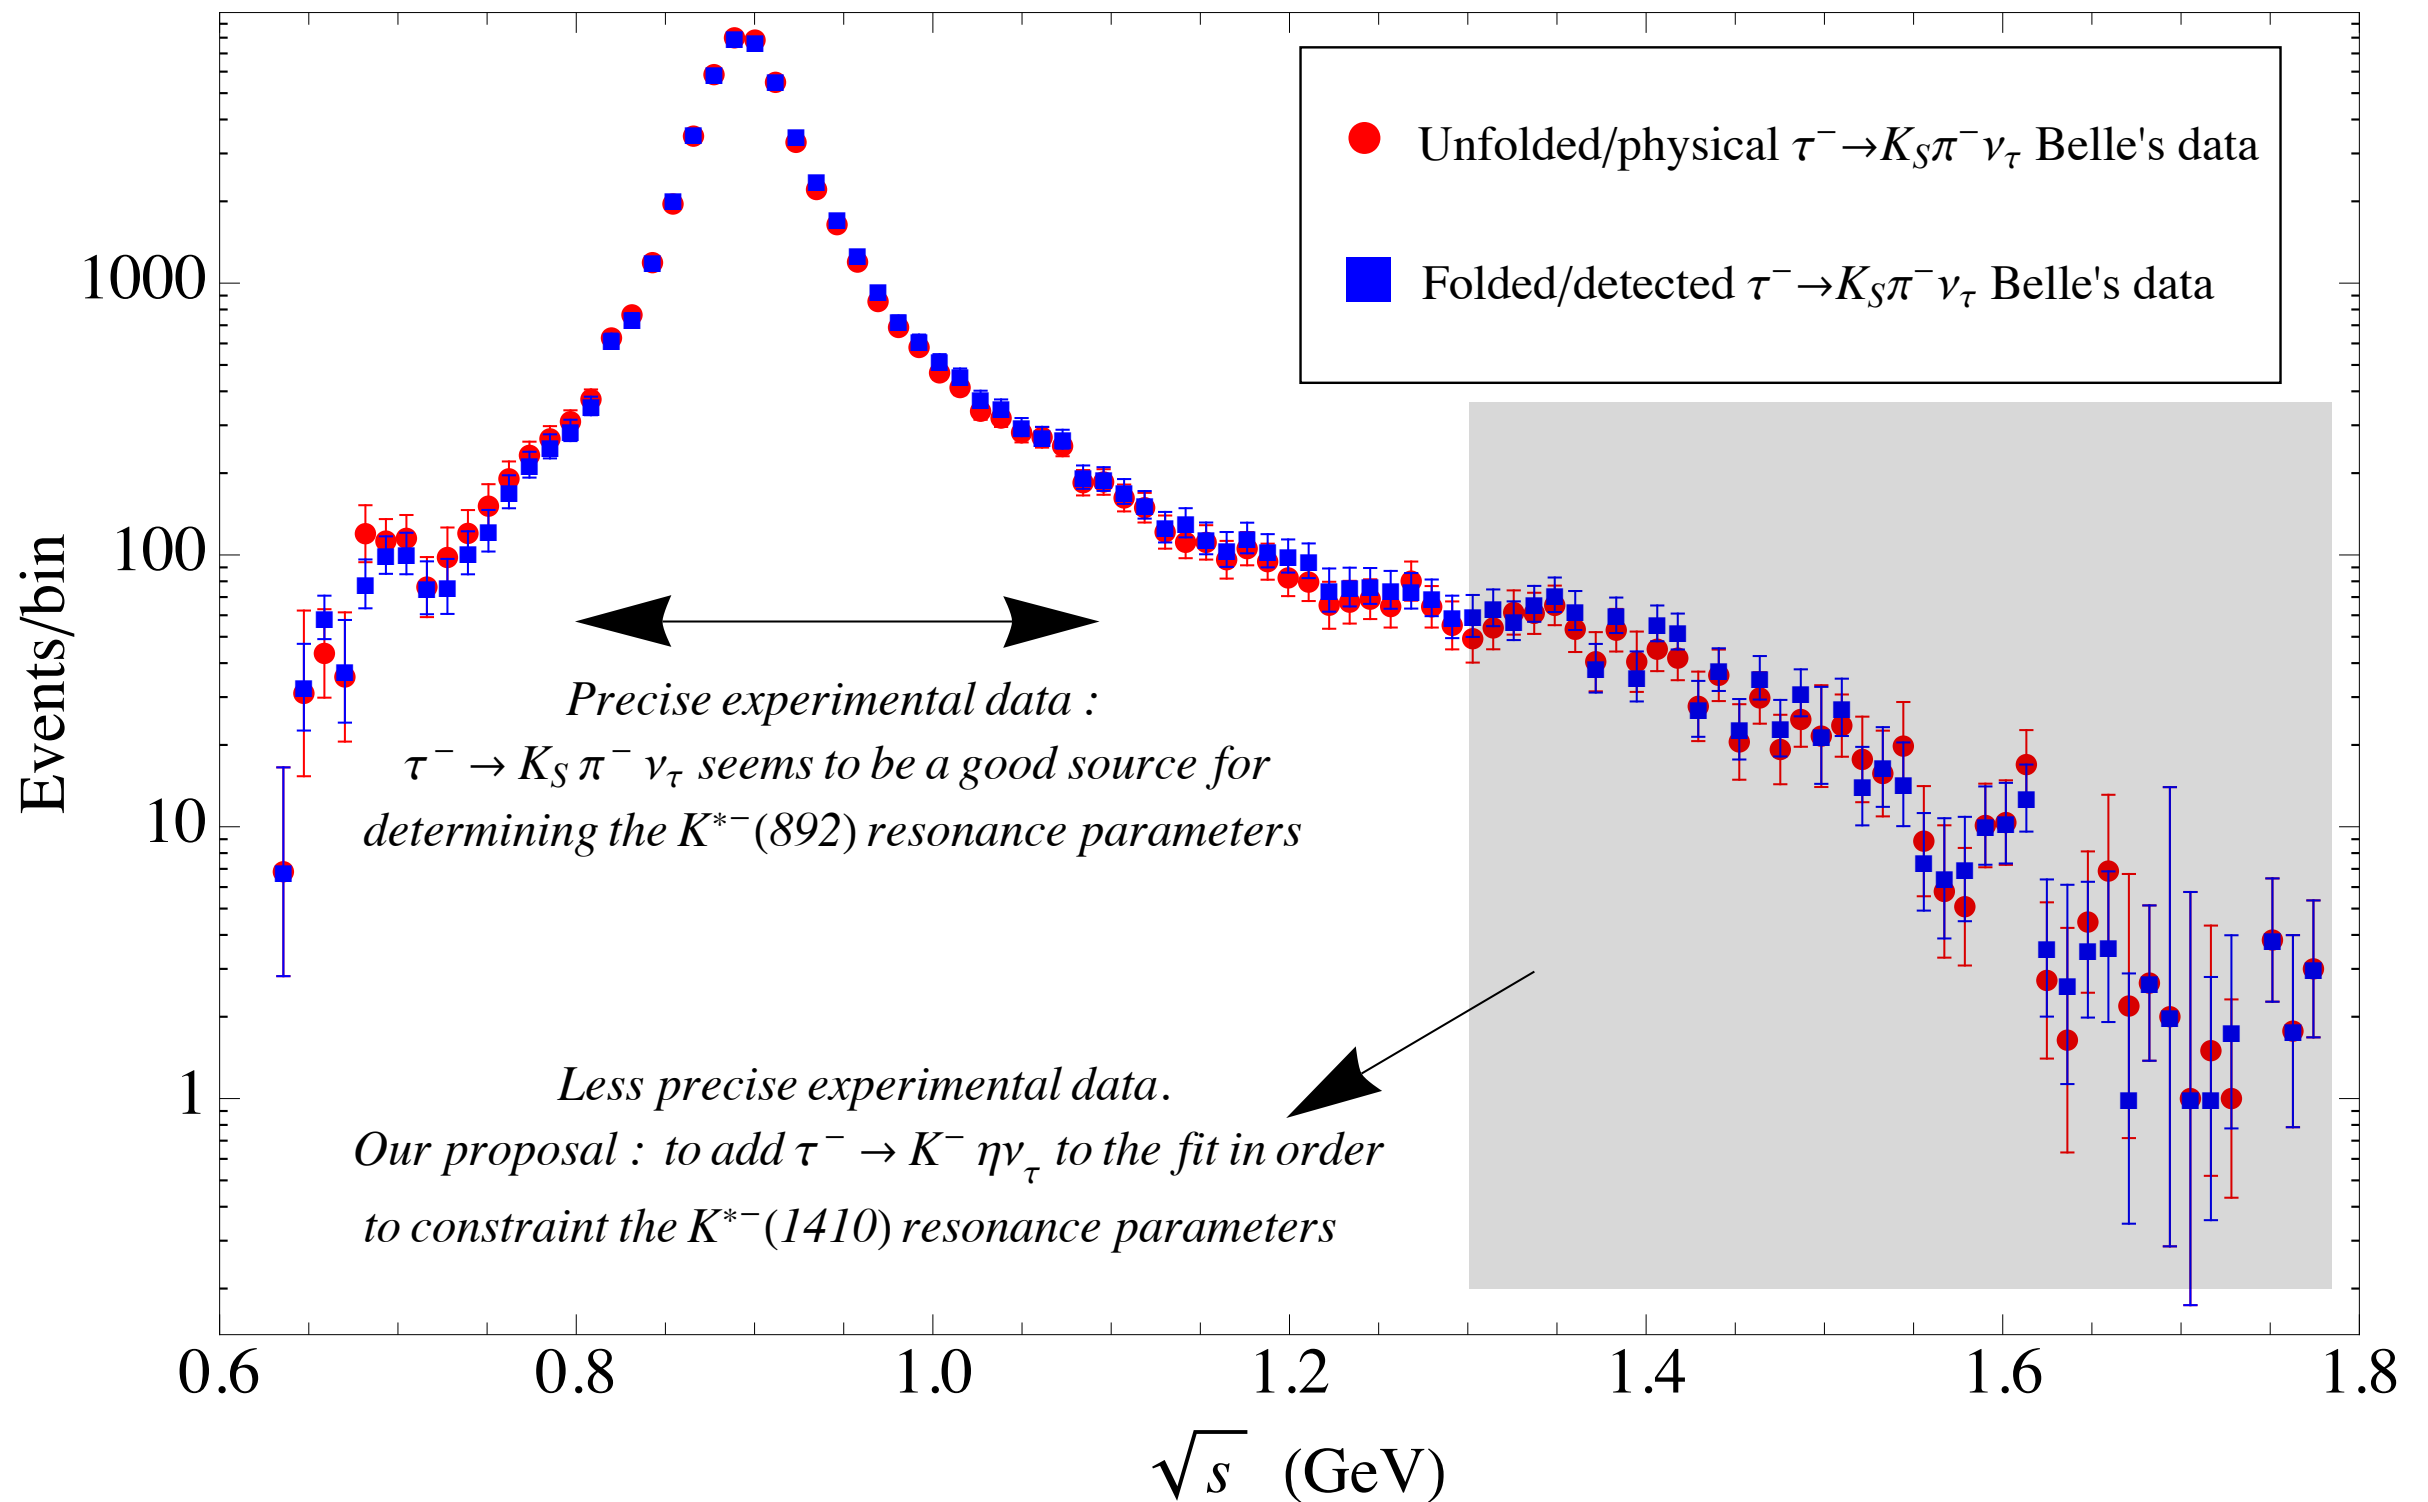 Unfolded/physical τ⁻→K_Sπ⁻ν_τ Belle's data
Folded/detected τ⁻→K_Sπ⁻ν_τ Belle's data
1000
100
10
1
Events/bin
Precise experimental data :
τ⁻ → K_S π⁻ ν_τ seems to be a good source for
determining the K*⁻(892) resonance parameters
Less precise experimental data.
Our proposal : to add τ⁻ → K⁻ ην_τ to the fit in order
to constraint the K*⁻(1410) resonance parameters
0.6 0.8 1.0 1.2 1.4 1.6 1.8
√s (GeV)